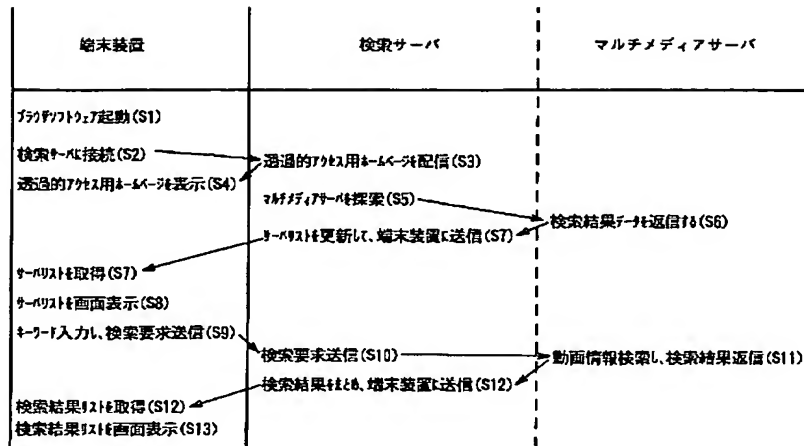 端末装置
検索サーバ
マルチメディアサーバ
ブラウザソフトウェア起動(S1)
検索サーバに接続(S2)
透過的アクセス用ホームページを配信(S3)
透過的アクセス用ホームページを表示(S4)
マルチメディアサーバを探索(S5)
検索結果データを返信する(S6)
サーバリストを更新して、端末装置に送信(S7)
サーバリストを取得(S7)
サーバリストを画面表示(S8)
キーワード入力し、検索要求送信(S9)
検索要求送信(S10)
動画情報検索し、検索結果返信(S11)
検索結果をまとめ、端末装置に送信(S12)
検索結果リストを取得(S12)
検索結果リストを画面表示(S13)